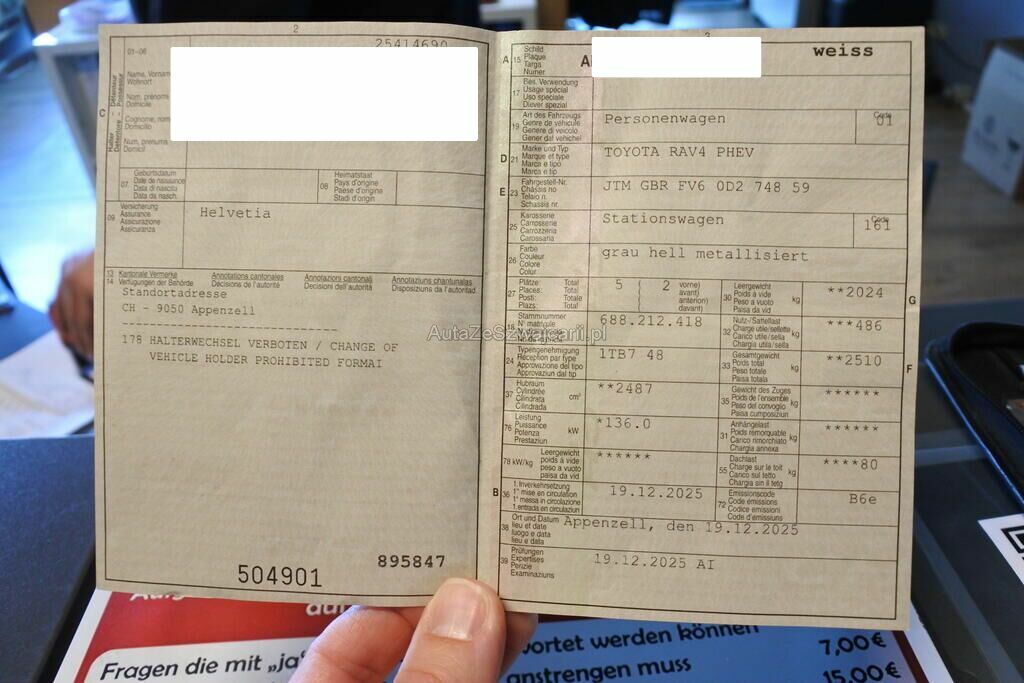 2
25414690
01-06
Name, Vornamen
Wohnort
Nom, prénoms
Domicile
Cognome, nomi
Domicilio
Num, prenums
Domicil
C
Halter - Détenteur
Detentore - Possessur
07
Geburtsdatum
Date de naissance
Data di nascita
Data da nasch.
08
Heimatstaat
Pays d'origine
Paese d'origine
Stadi d'origin
09
Versicherung
Assurance
Assicurazione
Assicuranza
Helvetia
13
14
Kantonale Vermerke
Verfügungen der Behörde
Annotations cantonales
Décisions de l'autorité
Annotazioni cantonali
Decisioni dell'autorità
Annotaziuns chantunalas
Disposiziuns da l'autoritad
Standortadresse
CH - 9050 Appenzell
------------------------------
178 HALTERWECHSEL VERBOTEN / CHANGE OF
VEHICLE HOLDER PROHIBITED FORMAI
504901
895847
3
A 15
Schild
Plaque
Targa
Numer
A
weiss
17
Bes. Verwendung
Usage spécial
Uso speciale
Diever spezial
19
Art des Fahrzeugs
Genre de véhicule
Genere di veicolo
Gener dal vehichel
Personenwagen
Code
01
D 21
Marke und Typ
Marque et type
Marca e tipo
Marca e tip
TOYOTA RAV4 PHEV
E 23
Fahrgestell-Nr.
Châssis no
Telaio n.
Schassis nr.
JTM GBR FV6 0D2 748 59
25
Karosserie
Carrosserie
Carrozzeria
Carossaria
Stationswagen
Code
161
26
Farbe
Couleur
Colore
Colur
grau hell metallisiert
27
Plätze: Total
Places: Total
Posti: Totale
Plazs: Total
5
2
vorne)
avant)
anteriori)
davant)
30
Leergewicht
Poids à vide
Peso a vuoto
Paisa da vid
kg
**2024
G
18
Stammnummer
N° matricule
688.212.418
32
Nutz-/Sattellast
Charge utile/sellette
Carico utile/sella
Chargia utila/sella
kg
**486
AutaZeSzwajcarii.pl
24
Typengenehmigung
Réception par type
Approvazione del tipo
Approvaziun dal tip
1TB7 48
33
Gesamtgewicht
Poids total
Peso totale
Paisa totala
kg
**2510
F
37
Hubraum
Cylindrée
Cilindrata
Cilindrada
cm³
**2487
35
Gewicht des Zuges
Poids de l'ensemble
Peso del convoglio
Paisa cumposiziun
kg
******
76
Leistung
Puissance
Potenza
Prestaziun
kW
*136.0
31
Anhängelast
Poids remorquable
Carico rimorchiato
Chargia annexa
kg
******
78 kW/kg
Leergewicht
poids à vide
peso a vuoto
paisa da vid
******
55
Dachlast
Charge sur le toit
Carico sul tetto
Chargia sin il tetg
kg
****80
B 36
1. Inverkehrsetzung
1re mise en circulation
1a messa in circolazione
1. entrada en circulaziun
19.12.2025
72
Emissionscode
Code émissions
Codice emissioni
Code d'emissiuns
B6e
38
Ort und Datum
lieu et date
luogo e data
lieu e data
Appenzell, den 19.12.2025
39
Prüfungen
Expertises
Perizie
Examinaziuns
19.12.2025 AI
Fragen die mit „ja“
wortet werden können
7,00€
anstrengen muss
15,00€